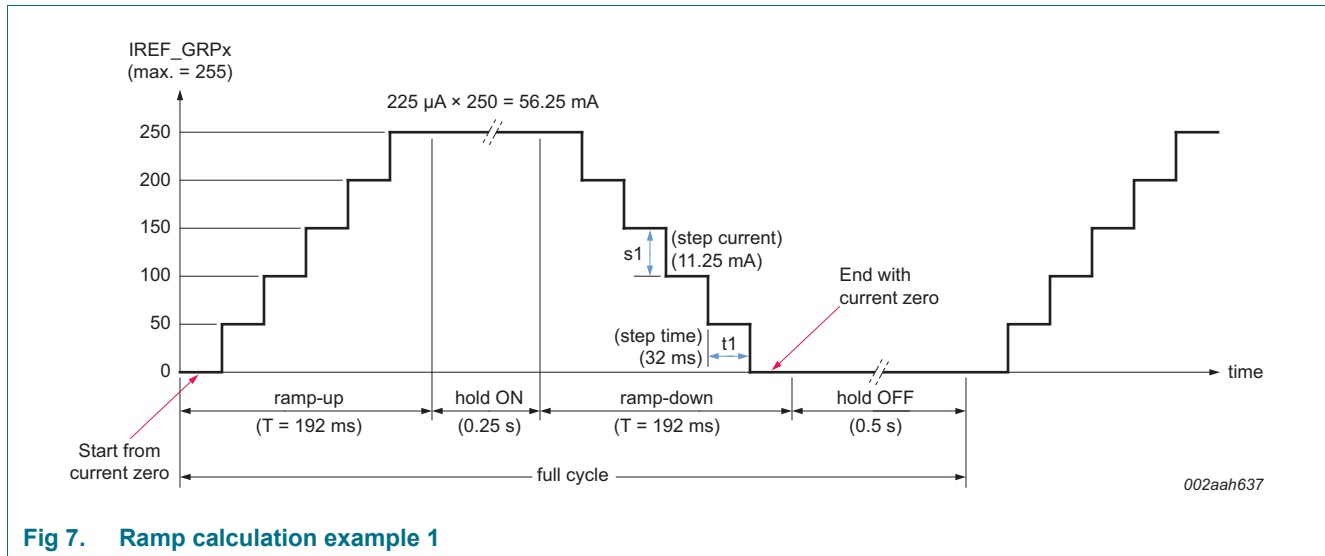 IREF_GRPx
(max. = 255)
225 μA × 250 = 56.25 mA
250
200
150
100
50
0
s1
(step current)
(11.25 mA)
(step time)
(32 ms)
t1
End with
current zero
time
ramp-up
(T = 192 ms)
hold ON
(0.25 s)
ramp-down
(T = 192 ms)
hold OFF
(0.5 s)
Start from
current zero
full cycle
002aah637
Fig 7. Ramp calculation example 1